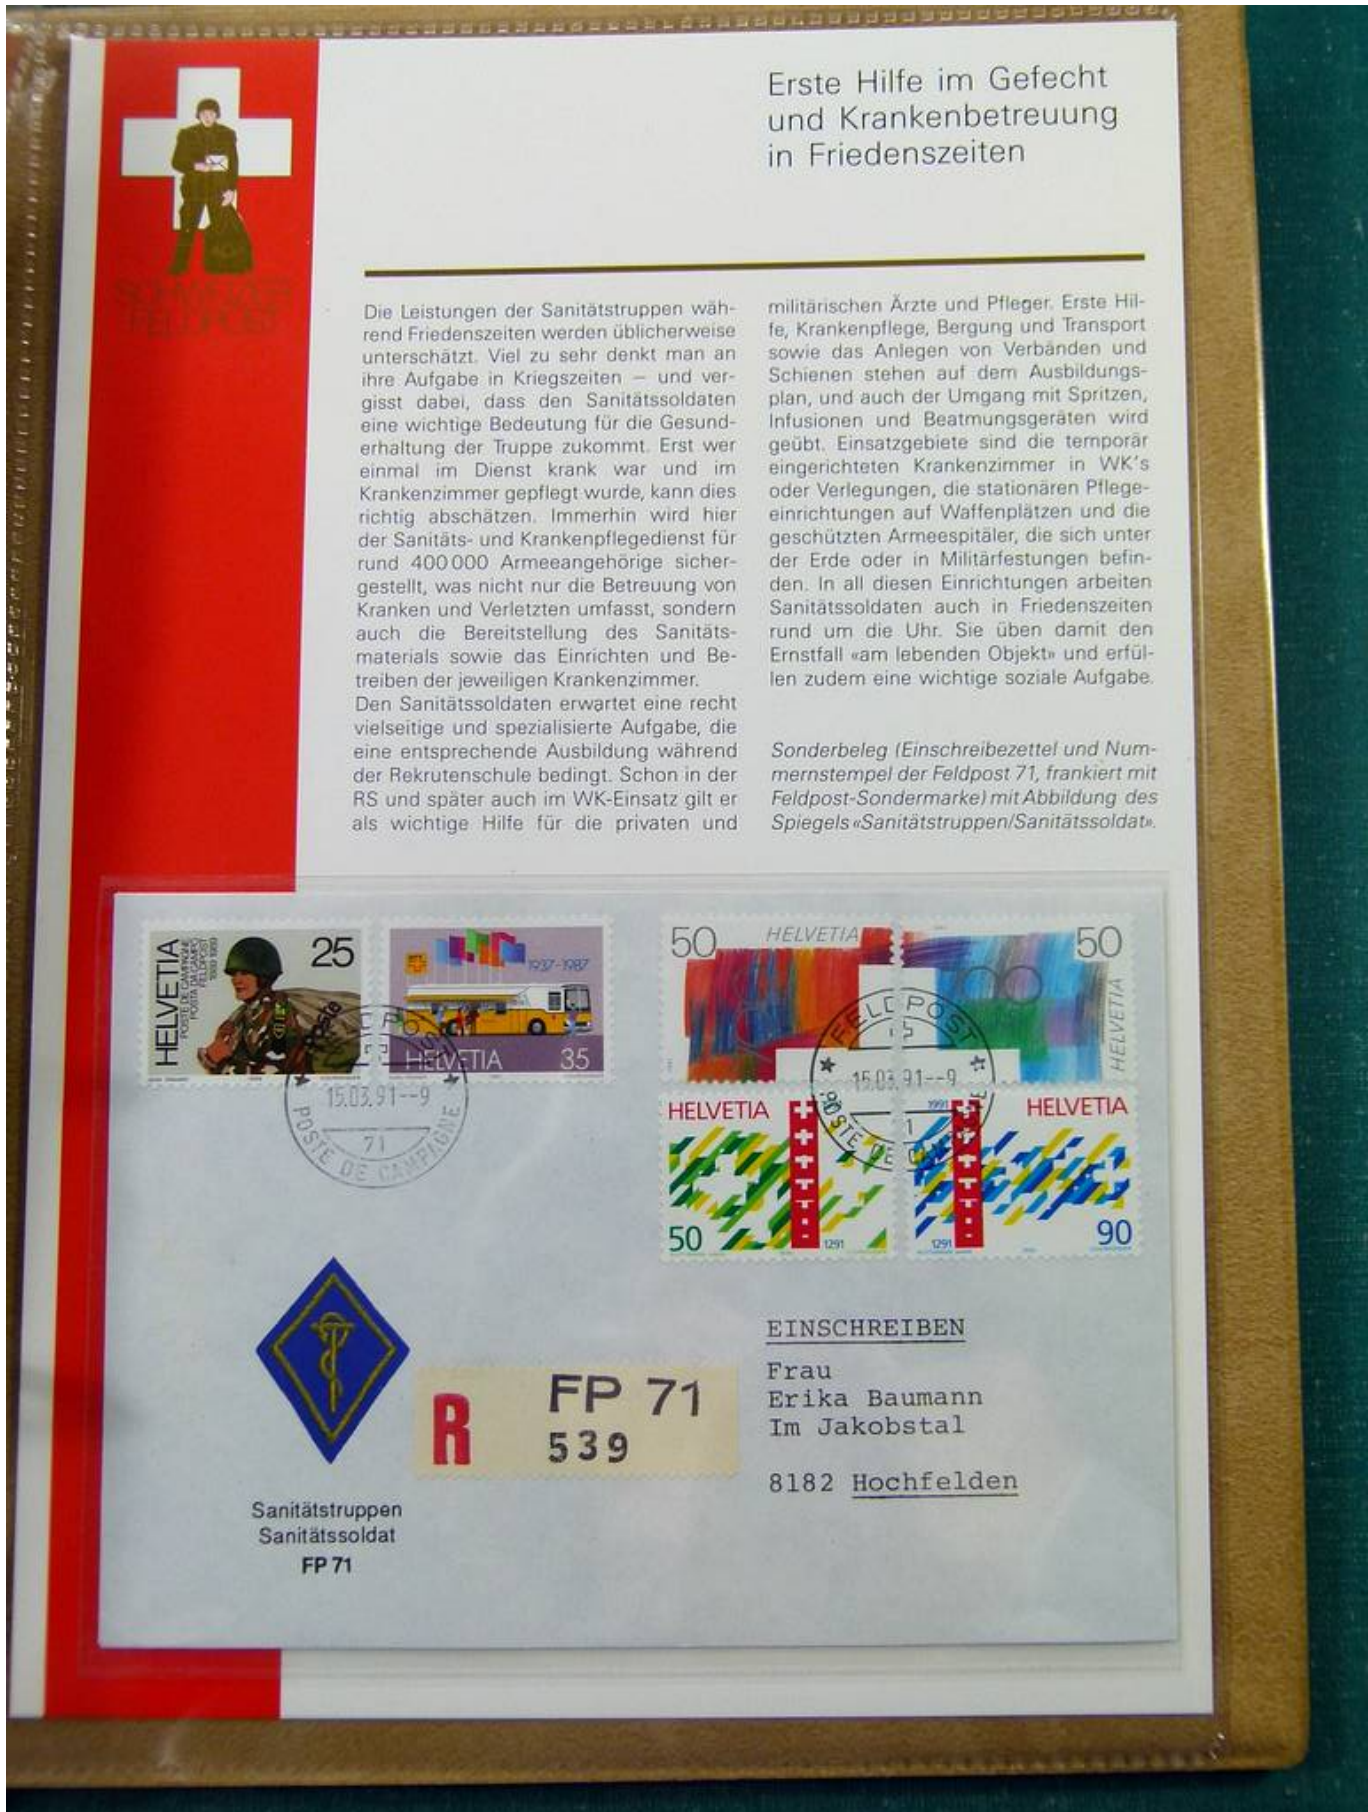 Erste Hilfe im Gefecht
und Krankenbetreuung
in Friedenszeiten
SCHWEIZER
FELDPOST
Die Leistungen der Sanitätstruppen wäh-
rend Friedenszeiten werden üblicherweise
unterschätzt. Viel zu sehr denkt man an
ihre Aufgabe in Kriegszeiten – und ver-
gisst dabei, dass den Sanitätssoldaten
eine wichtige Bedeutung für die Gesund-
erhaltung der Truppe zukommt. Erst wer
einmal im Dienst krank war und im
Krankenzimmer gepflegt wurde, kann dies
richtig abschätzen. Immerhin wird hier
der Sanitäts- und Krankenpflegedienst für
rund 400 000 Armeeangehörige sicher-
gestellt, was nicht nur die Betreuung von
Kranken und Verletzten umfasst, sondern
auch die Bereitstellung des Sanitäts-
materials sowie das Einrichten und Be-
treiben der jeweiligen Krankenzimmer.
Den Sanitätssoldaten erwartet eine recht
vielseitige und spezialisierte Aufgabe, die
eine entsprechende Ausbildung während
der Rekrutenschule bedingt. Schon in der
RS und später auch im WK-Einsatz gilt er
als wichtige Hilfe für die privaten und
militärischen Ärzte und Pfleger. Erste Hil-
fe, Krankenpflege, Bergung und Transport
sowie das Anlegen von Verbänden und
Schienen stehen auf dem Ausbildungs-
plan, und auch der Umgang mit Spritzen,
Infusionen und Beatmungsgeräten wird
geübt. Einsatzgebiete sind die temporär
eingerichteten Krankenzimmer in WK's
oder Verlegungen, die stationären Pflege-
einrichtungen auf Waffenplätzen und die
geschützten Armeespitäler, die sich unter
der Erde oder in Militärfestungen befin-
den. In all diesen Einrichtungen arbeiten
Sanitätssoldaten auch in Friedenszeiten
rund um die Uhr. Sie üben damit den
Ernstfall «am lebenden Objekt» und erfül-
len zudem eine wichtige soziale Aufgabe.
Sonderbeleg (Einschreibezettel und Num-
mernstempel der Feldpost 71, frankiert mit
Feldpost-Sondermarke) mit Abbildung des
Spiegels «Sanitätstruppen/Sanitätssoldat».
HELVETIA
POSTE DE CAMPAGNE
POSTA DA CAMPO
FELDPOST
1889 1989
25
1937-1987
HELVETIA 35
50 HELVETIA
50
HELVETIA
FELDPOST
15.03.91--9
71
POSTE DE CAMPAGNE
FELDPOST
15.03.91--9
POSTE DE
HELVETIA
50
1291
1991
HELVETIA
1291
90
EINSCHREIBEN
Frau
Erika Baumann
Im Jakobstal
8182 Hochfelden
R FP 71
539
Sanitätstruppen
Sanitätssoldat
FP 71